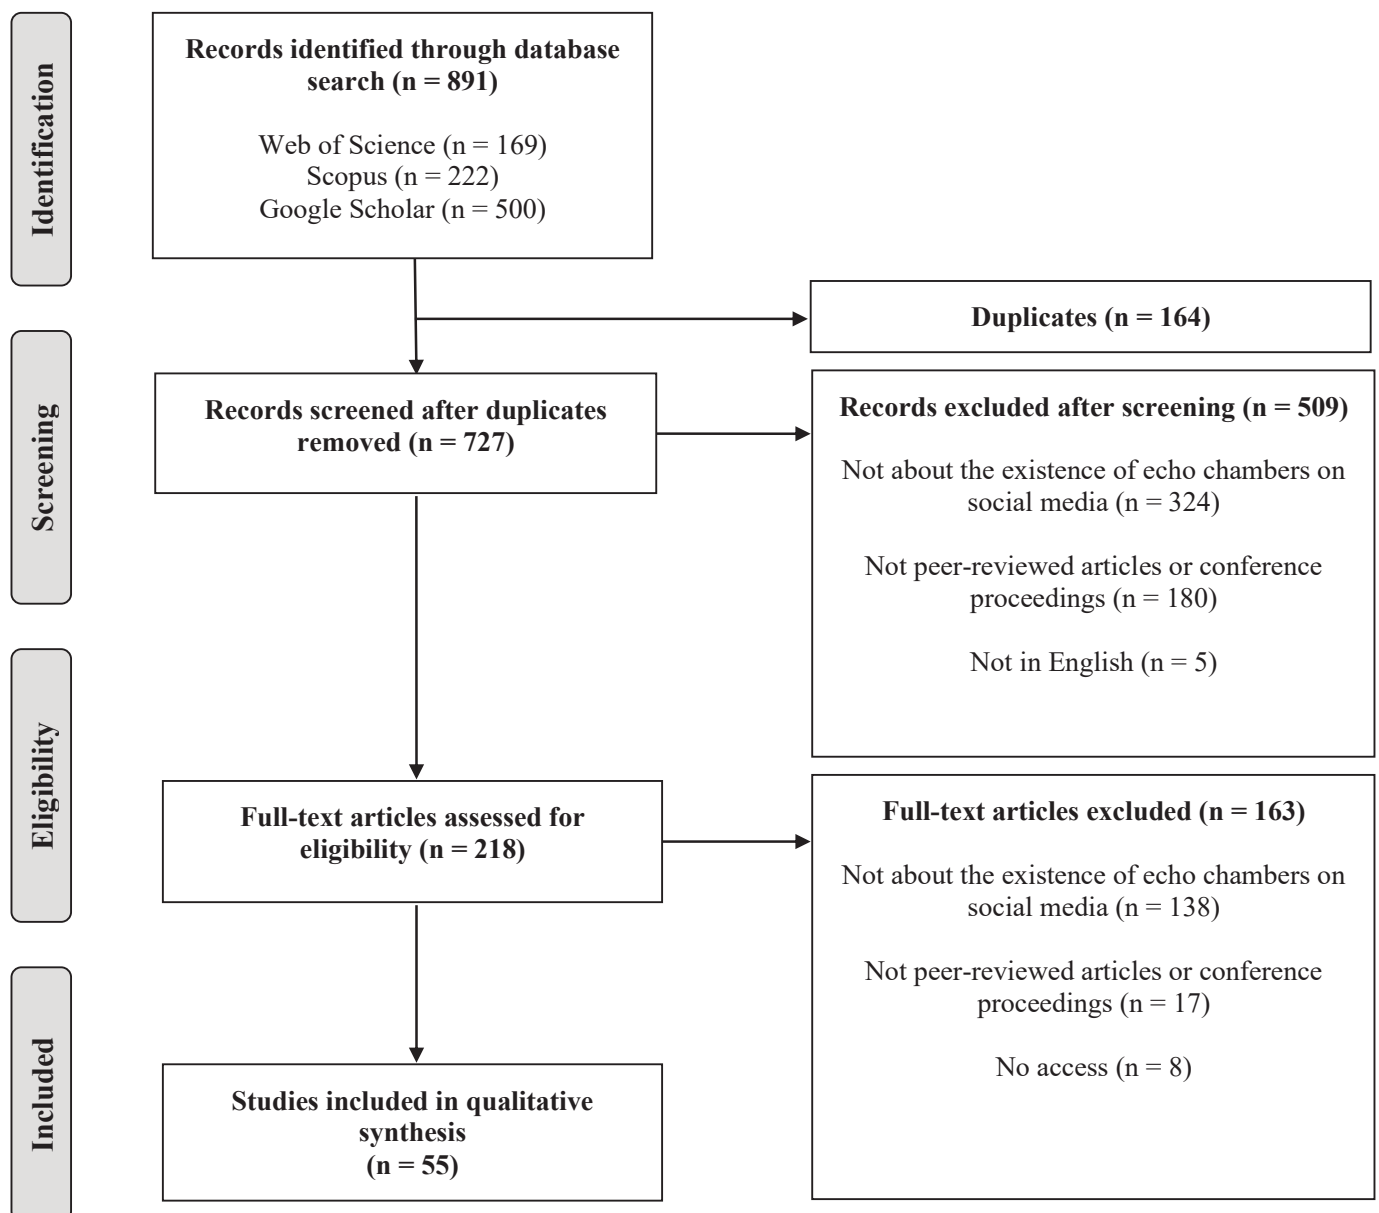 Identification
Records identified through database
search (n = 891)
Web of Science (n = 169)
Scopus (n = 222)
Google Scholar (n = 500)
Duplicates (n = 164)
Screening
Records screened after duplicates
removed (n = 727)
Records excluded after screening (n = 509)
Not about the existence of echo chambers on
social media (n = 324)
Not peer-reviewed articles or conference
proceedings (n = 180)
Not in English (n = 5)
Eligibility
Full-text articles assessed for
eligibility (n = 218)
Full-text articles excluded (n = 163)
Not about the existence of echo chambers on
social media (n = 138)
Not peer-reviewed articles or conference
proceedings (n = 17)
No access (n = 8)
Included
Studies included in qualitative
synthesis
(n = 55)